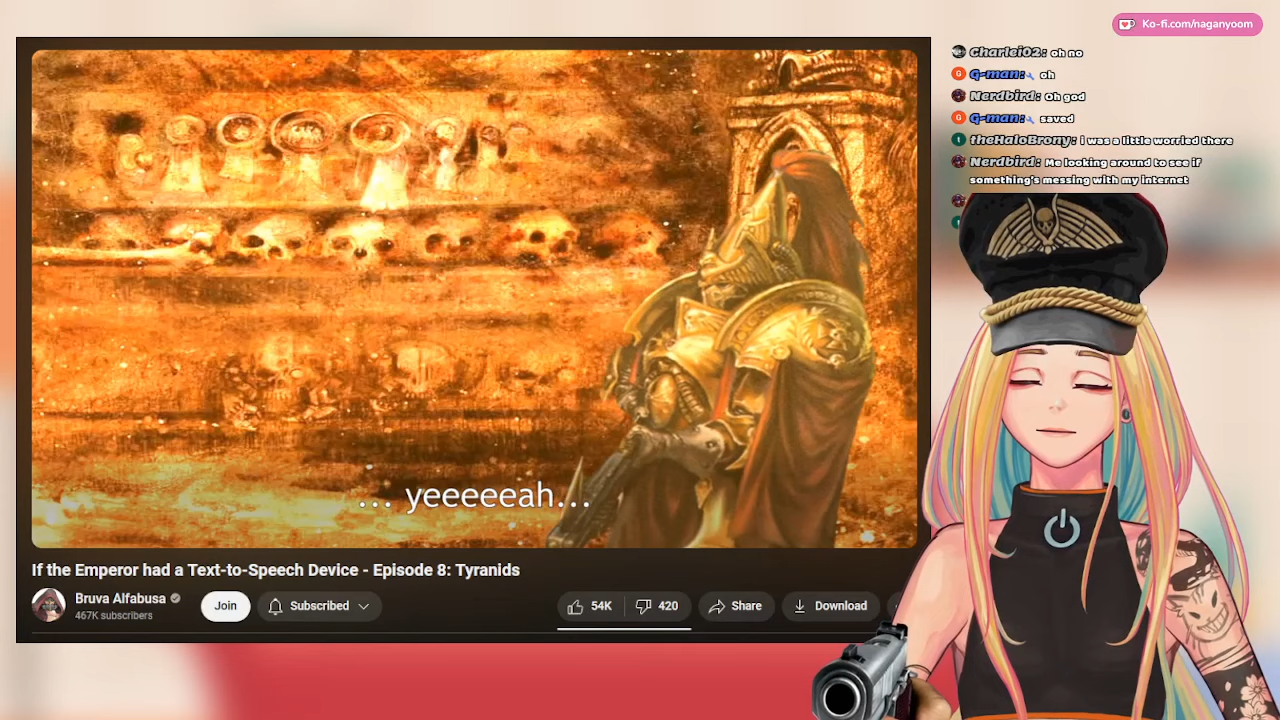 Ko-fi.com/naganyoom
Charlei02: oh no
G-man: oh
Nerdbird: Oh god
G-man: saved
theHaloBrony: i was a little worried there
Nerdbird: Me looking around to see if
something's messing with my internet
... yeeeeeah...
If the Emperor had a Text-to-Speech Device - Episode 8: Tyranids
Bruva Alfabusa
467K subscribers
Join
Subscribed
54K
420
Share
Download